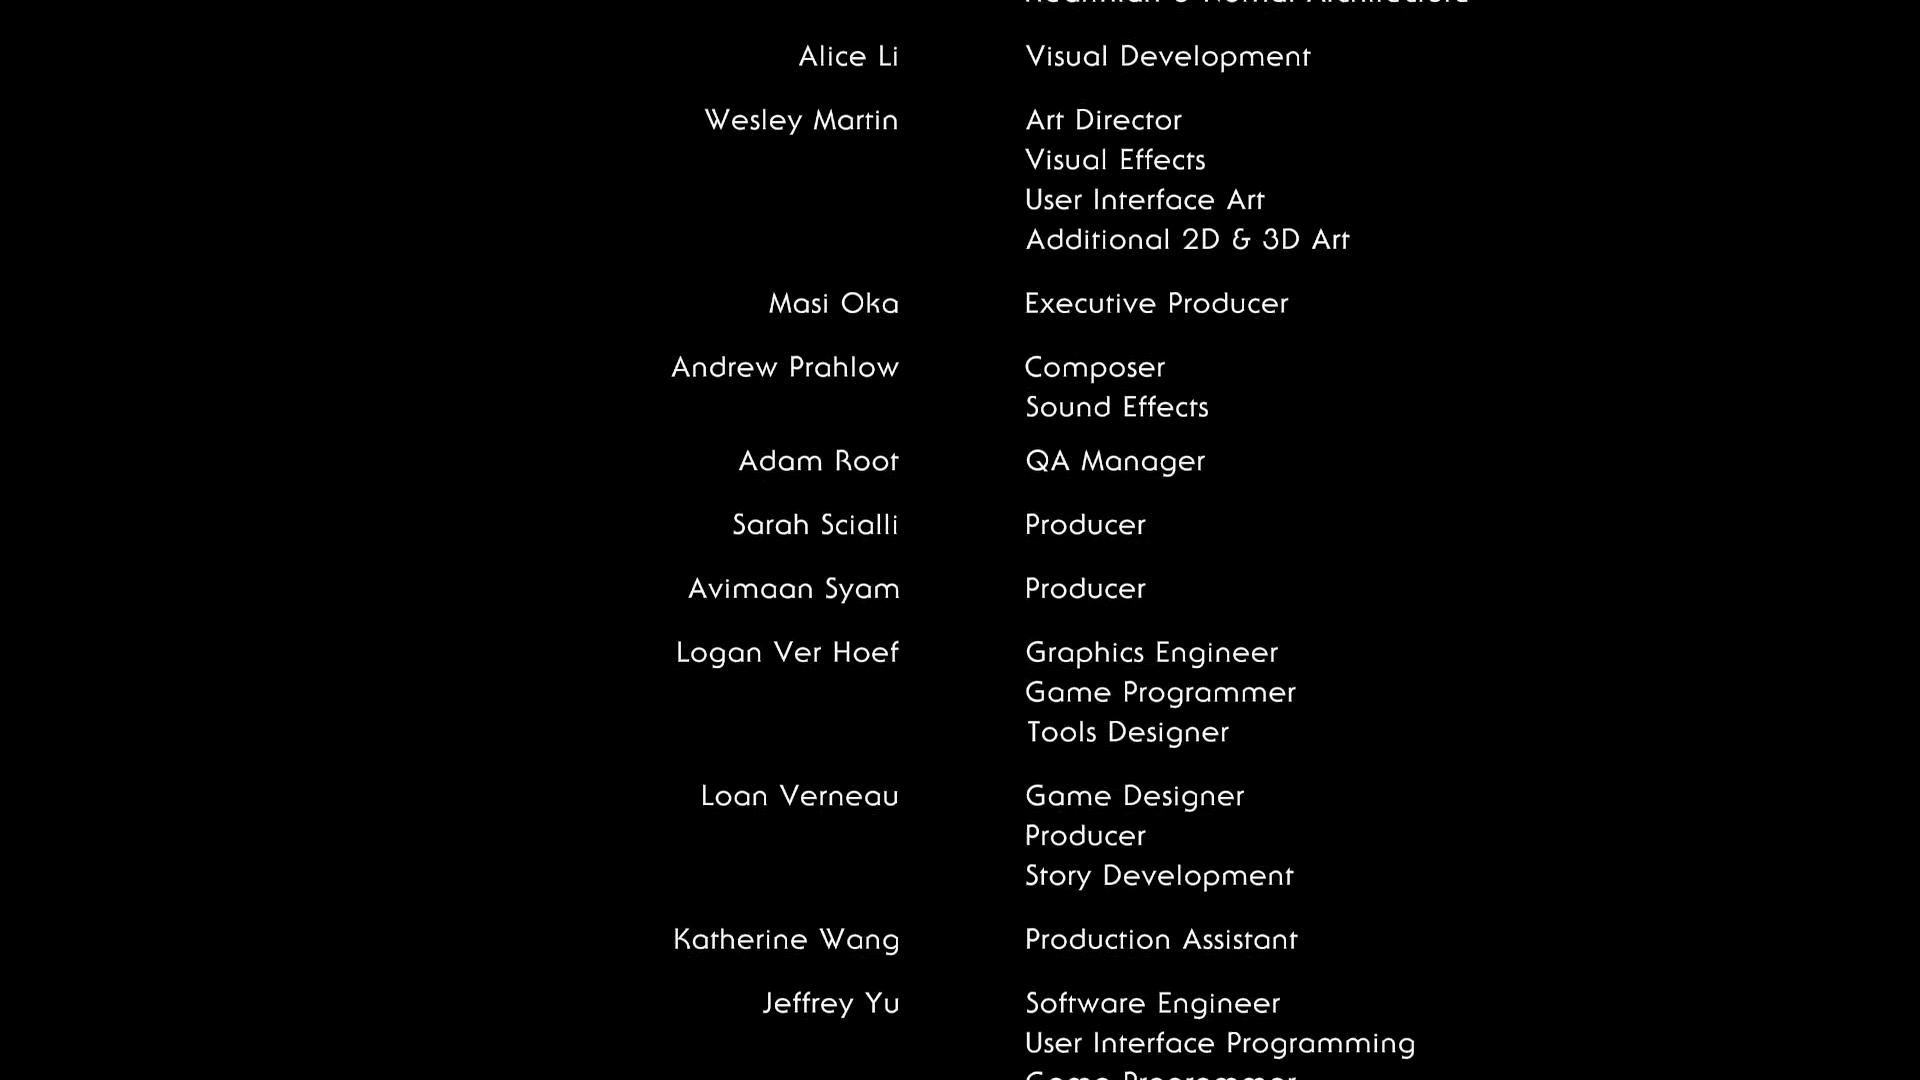 Alice Li Visual Development
Wesley Martin Art Director
Visual Effects
User Interface Art
Additional 2D & 3D Art
Masi Oka Executive Producer
Andrew Prahlow Composer
Sound Effects
Adam Root QA Manager
Sarah Scialli Producer
Avimaan Syam Producer
Logan Ver Hoef Graphics Engineer
Game Programmer
Tools Designer
Loan Verneau Game Designer
Producer
Story Development
Katherine Wang Production Assistant
Jeffrey Yu Software Engineer
User Interface Programming
Game Programmer